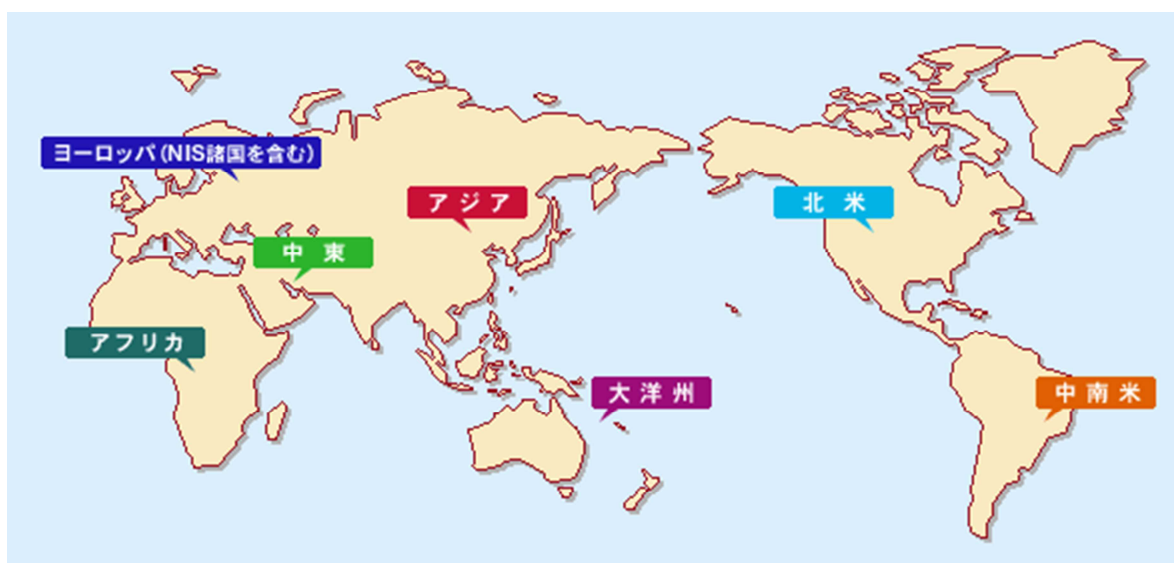 ヨーロッパ(NIS諸国を含む)
アジア
北米
中東
アフリカ
大洋州
中南米